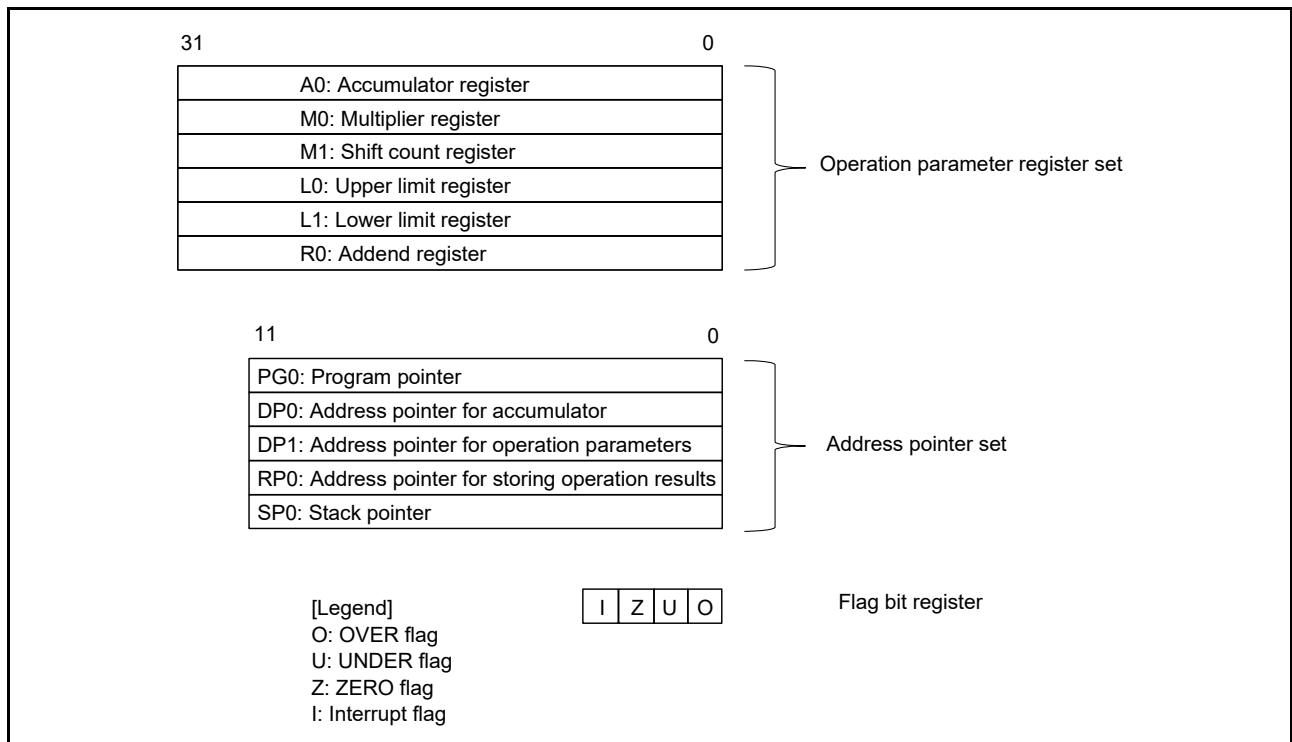 31 0
A0: Accumulator register
M0: Multiplier register
M1: Shift count register
L0: Upper limit register
L1: Lower limit register
R0: Addend register
Operation parameter register set
11 0
PG0: Program pointer
DP0: Address pointer for accumulator
DP1: Address pointer for operation parameters
RP0: Address pointer for storing operation results
SP0: Stack pointer
Address pointer set
I Z U O
Flag bit register
[Legend]
O: OVER flag
U: UNDER flag
Z: ZERO flag
I: Interrupt flag